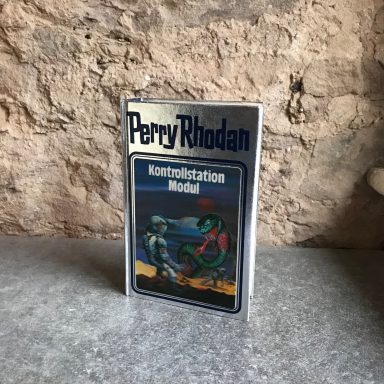 Perry Rhodan
Kontrollstation
Modul